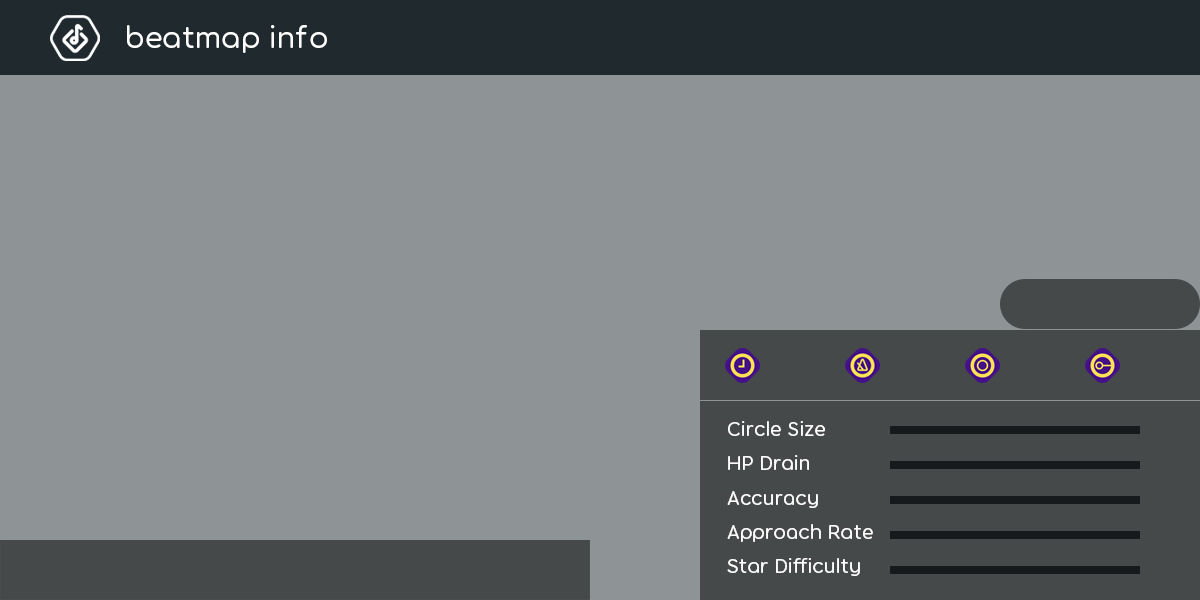 beatmap info
Circle Size
HP Drain
Accuracy
Approach Rate
Star Difficulty